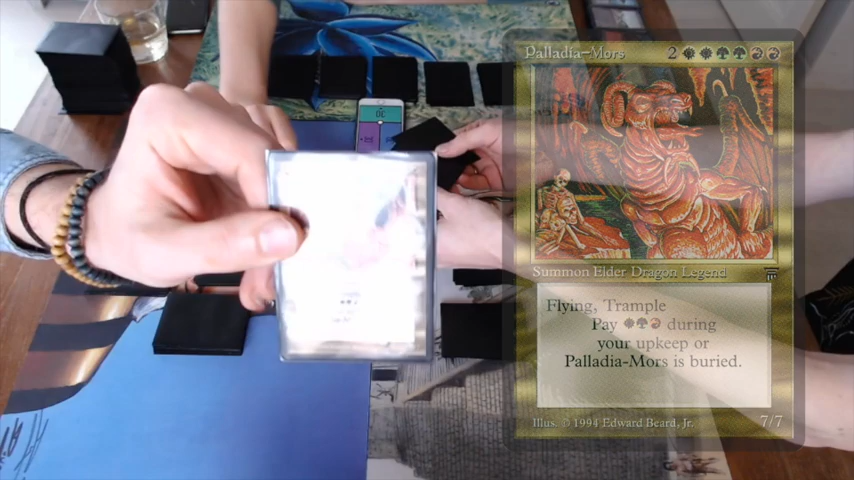 Palladia-Mors 2
Summon Elder Dragon Legend
Flying, Trample
Pay during
your upkeep or
Palladia-Mors is buried.
Illus. © 1994 Edward Beard, Jr.
7/7